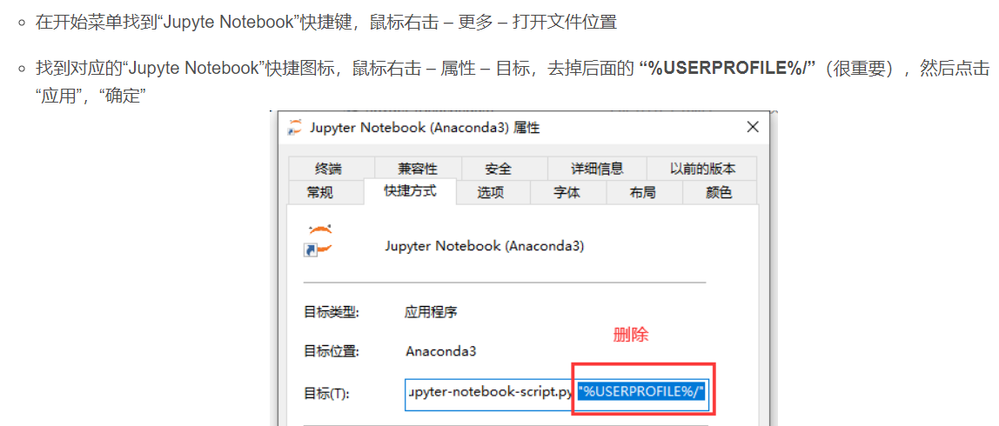 在开始菜单找到“Jupyte Notebook”快捷键，鼠标右击 – 更多 – 打开文件位置
找到对应的“Jupyte Notebook”快捷图标，鼠标右击 – 属性 – 目标，去掉后面的 “%USERPROFILE%/”（很重要）, 然后点击
“应用”，“确定”
Jupyter Notebook (Anaconda3) 属性
终端 兼容性 安全 详细信息 以前的版本
常规 快捷方式 选项 字体 布局 颜色
Jupyter Notebook (Anaconda3)
目标类型: 应用程序
删除
目标位置: Anaconda3
目标(T): upyter-notebook-script.py "%USERPROFILE%/"